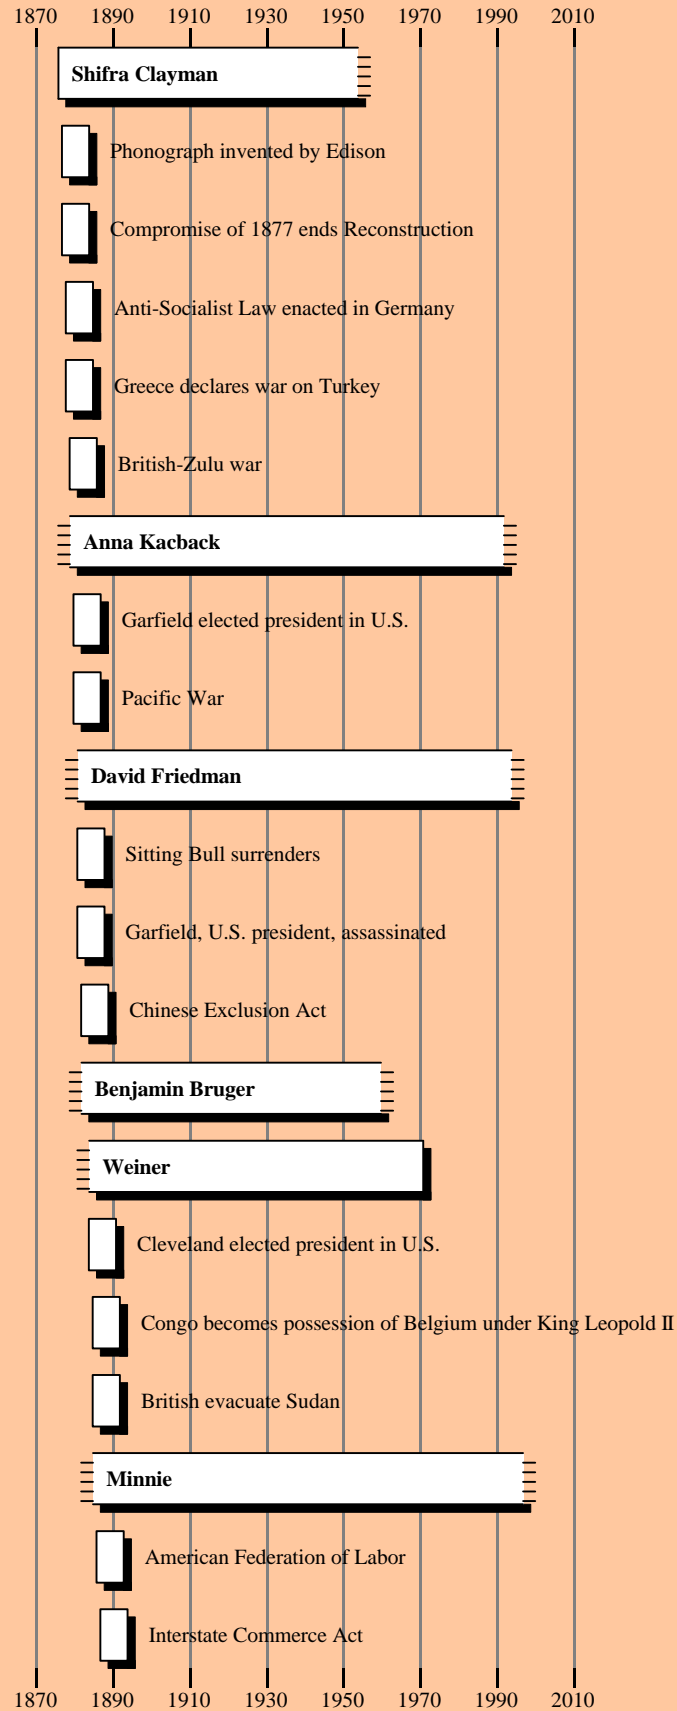 1870 1890 1910 1930 1950 1970 1990 2010
Shifra Clayman
Phonograph invented by Edison
Compromise of 1877 ends Reconstruction
Anti-Socialist Law enacted in Germany
Greece declares war on Turkey
British-Zulu war
Anna Kacback
Garfield elected president in U.S.
Pacific War
David Friedman
Sitting Bull surrenders
Garfield, U.S. president, assassinated
Chinese Exclusion Act
Benjamin Bruger
Weiner
Cleveland elected president in U.S.
Congo becomes possession of Belgium under King Leopold II
British evacuate Sudan
Minnie
American Federation of Labor
Interstate Commerce Act
1870 1890 1910 1930 1950 1970 1990 2010